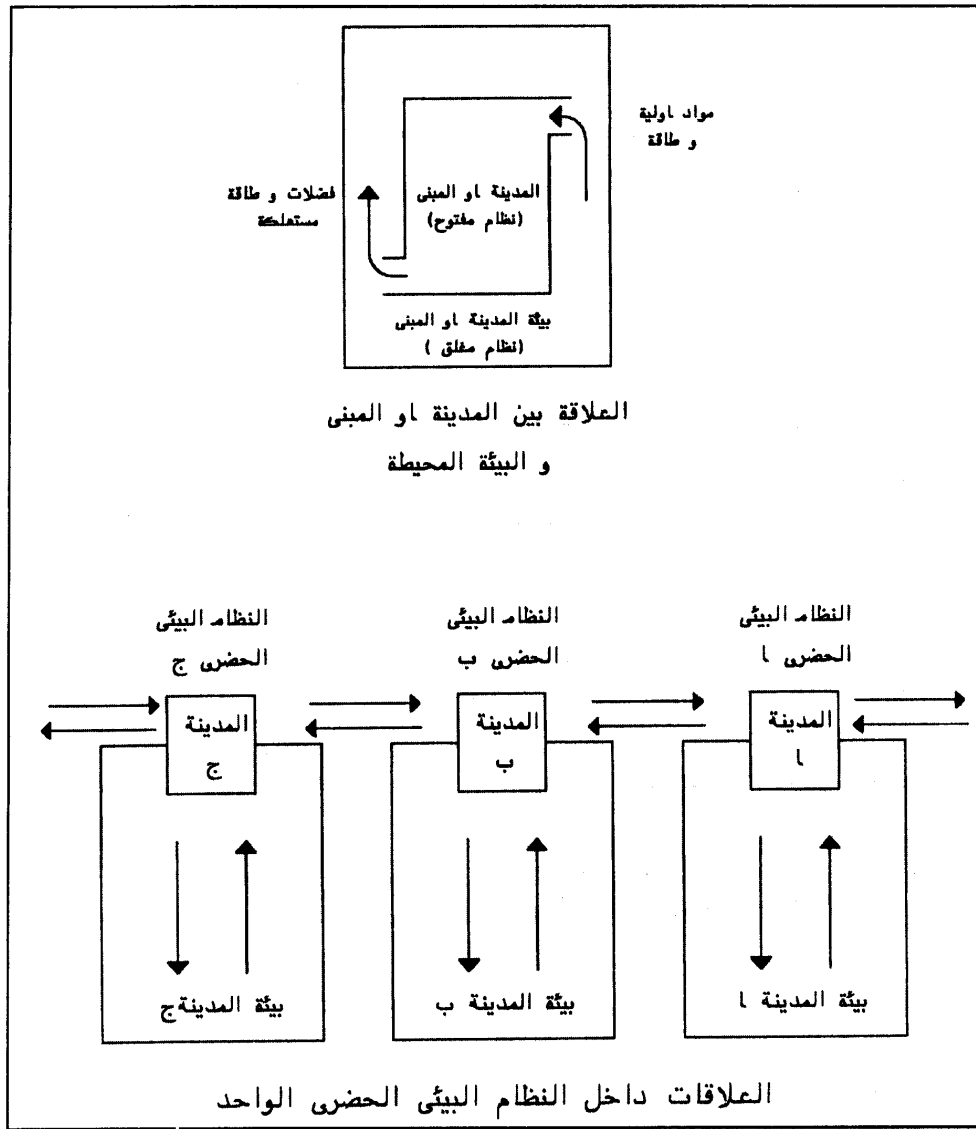 مواد اولية
و طاقة
المدينة او المبنى
(نظام مفتوح)
فضلات و طاقة
مستهلكة
بيئة المدينة او المبنى
(نظام مغلق )
العلاقة بين المدينة او المبنى
و البيئة المحيطة
النظام البيئى
الحضرى ا
النظام البيئى
الحضرى ب
النظام البيئى
الحضرى ج
المدينة
ا
المدينة
ب
المدينة
ج
بيئة المدينة ا
بيئة المدينة ب
بيئة المدينة ج
العلاقات داخل النظام البيئى الحضرى الواحد